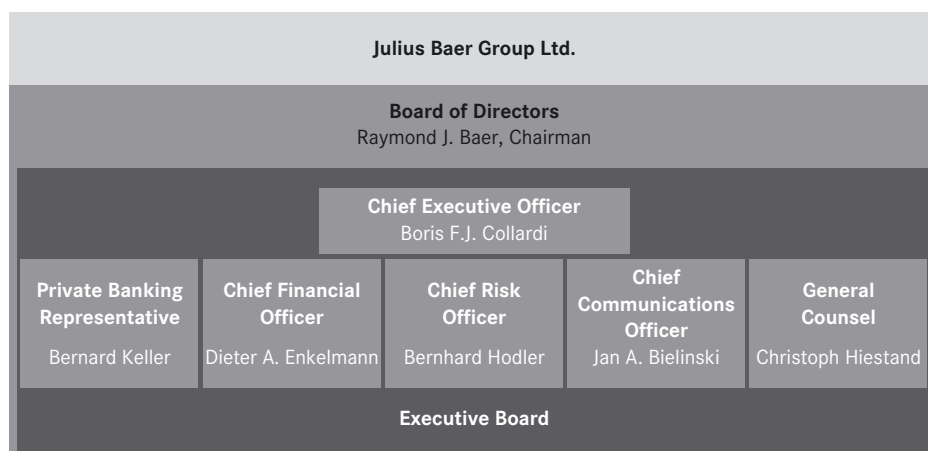 Julius Baer Group Ltd.
Board of Directors
Raymond J. Baer, Chairman
Chief Executive Officer
Boris F.J. Collardi
Private Banking
Representative
Bernard Keller
Chief Financial
Officer
Dieter A. Enkelmann
Chief Risk
Officer
Bernhard Hodler
Chief
Communications
Officer
Jan A. Bielinski
General
Counsel
Christoph Hiestand
Executive Board